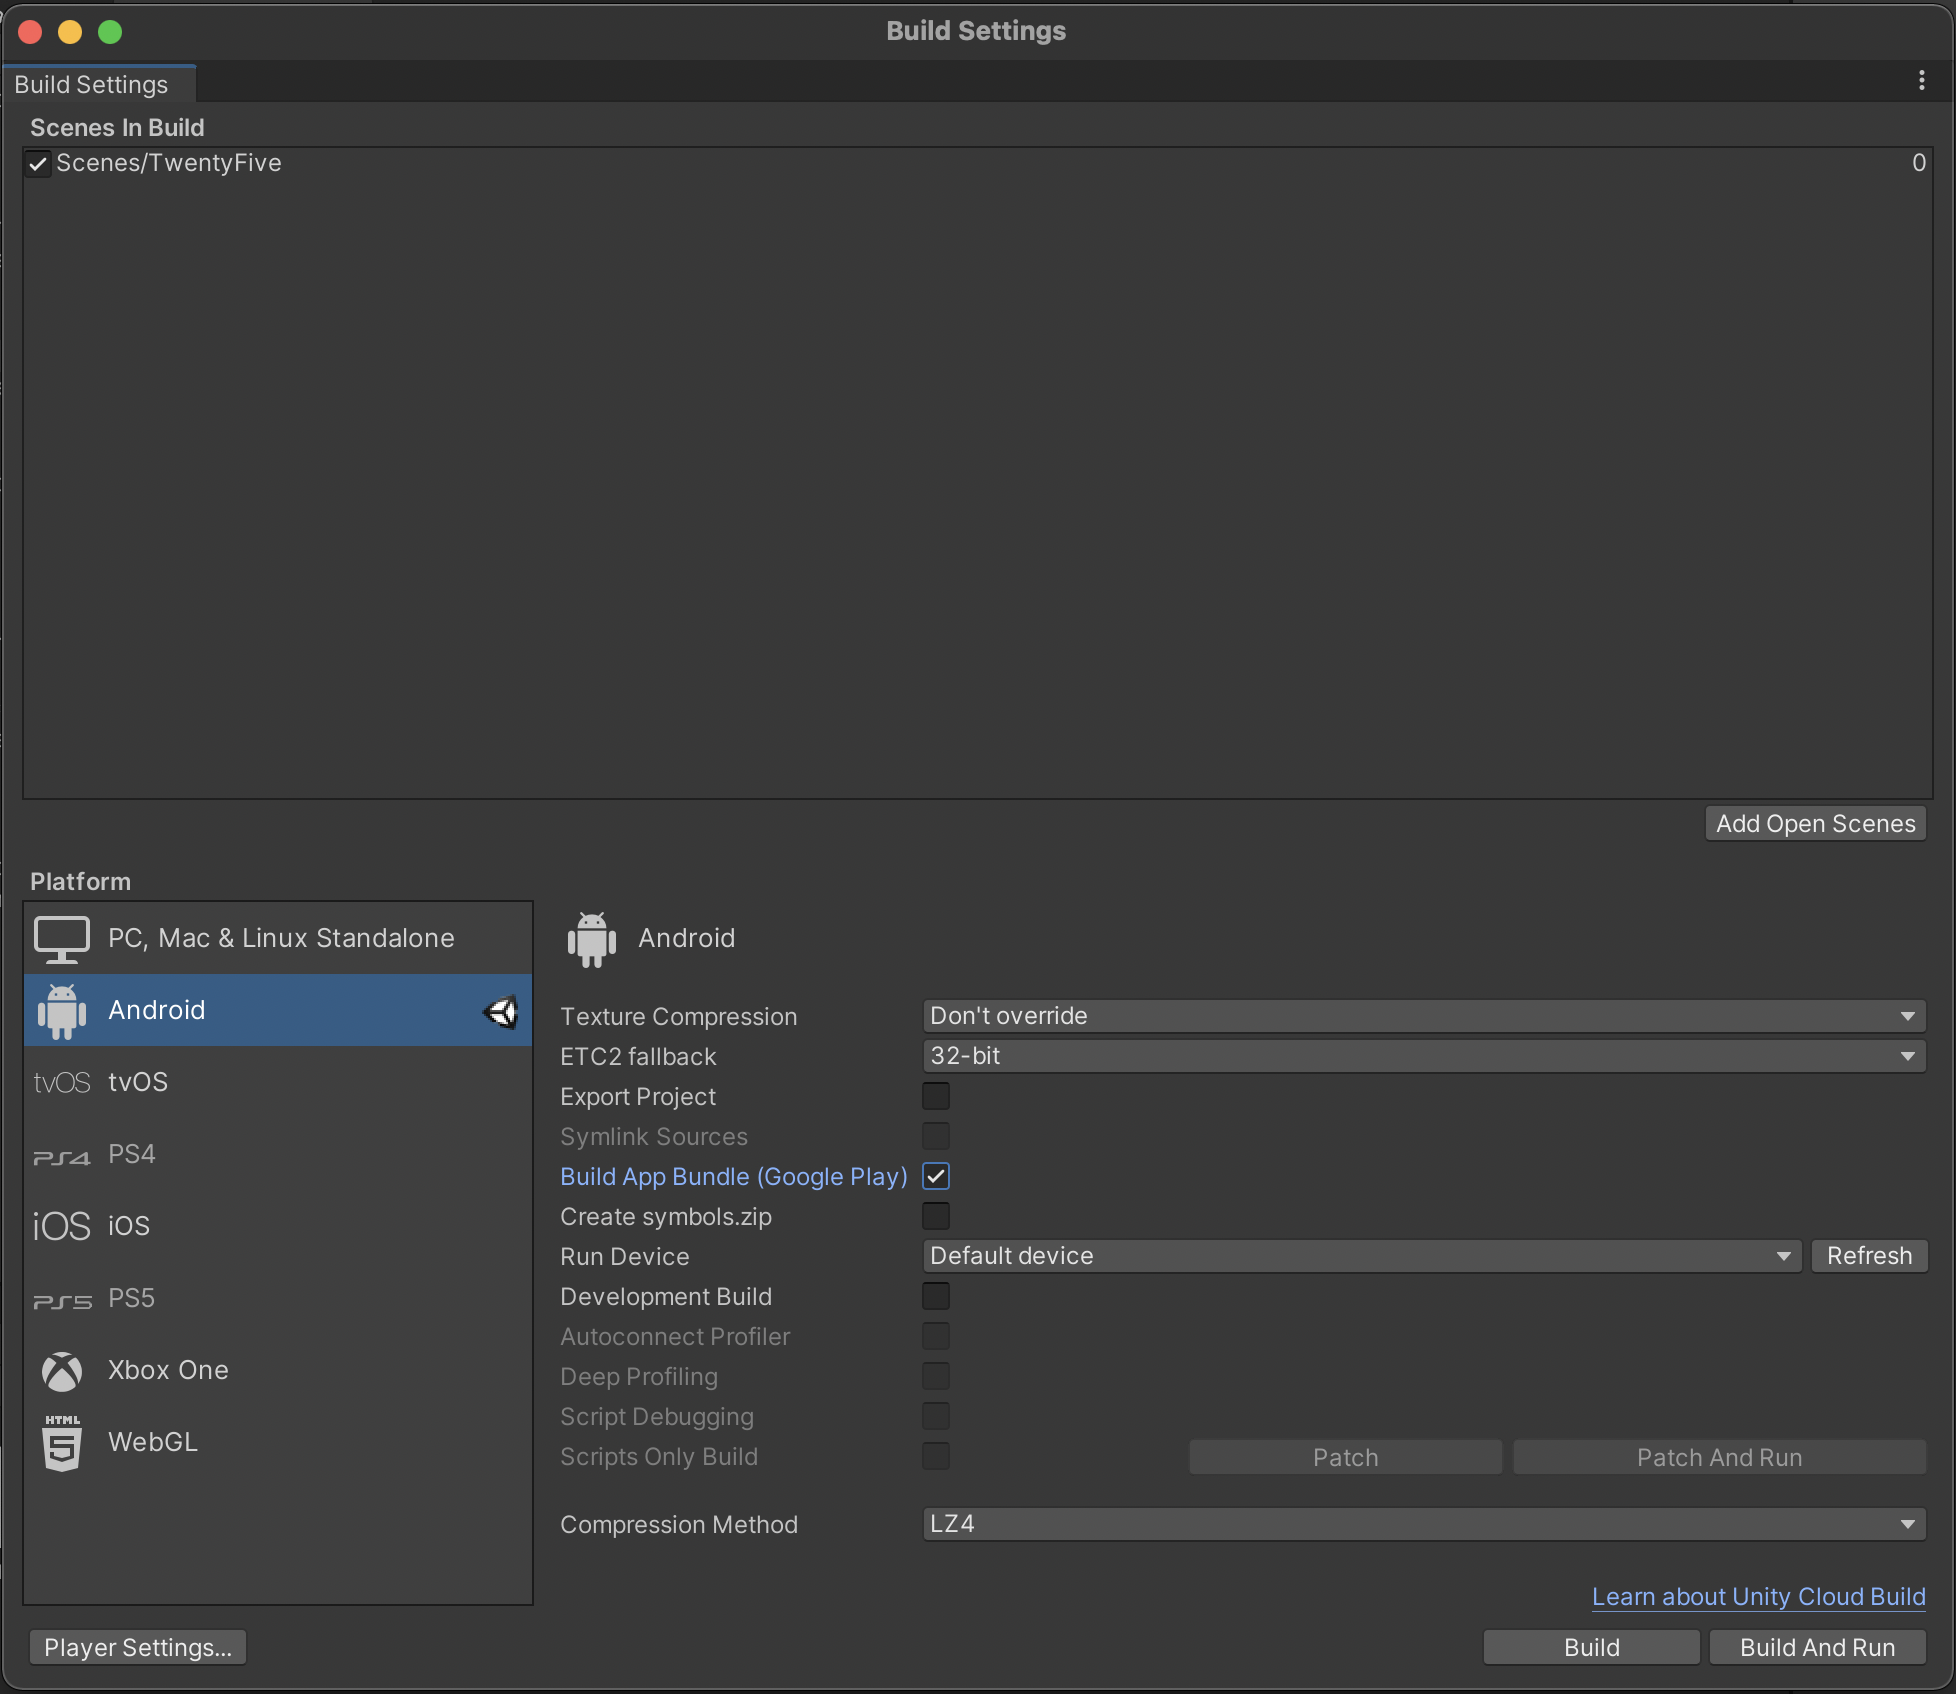 Build Settings
Build Settings
Scenes In Build
Scenes/TwentyFive 0
Add Open Scenes
Platform
PC, Mac & Linux Standalone
Android
tvOS tvOS
PS4 PS4
iOS iOS
PS5 PS5
Xbox One
HTML 5 WebGL
Android
Texture Compression Don't override
ETC2 fallback 32-bit
Export Project
Symlink Sources
Build App Bundle (Google Play)
Create symbols.zip
Run Device Default device Refresh
Development Build
Autoconnect Profiler
Deep Profiling
Script Debugging
Scripts Only Build Patch Patch And Run
Compression Method LZ4
Learn about Unity Cloud Build
Player Settings... Build Build And Run